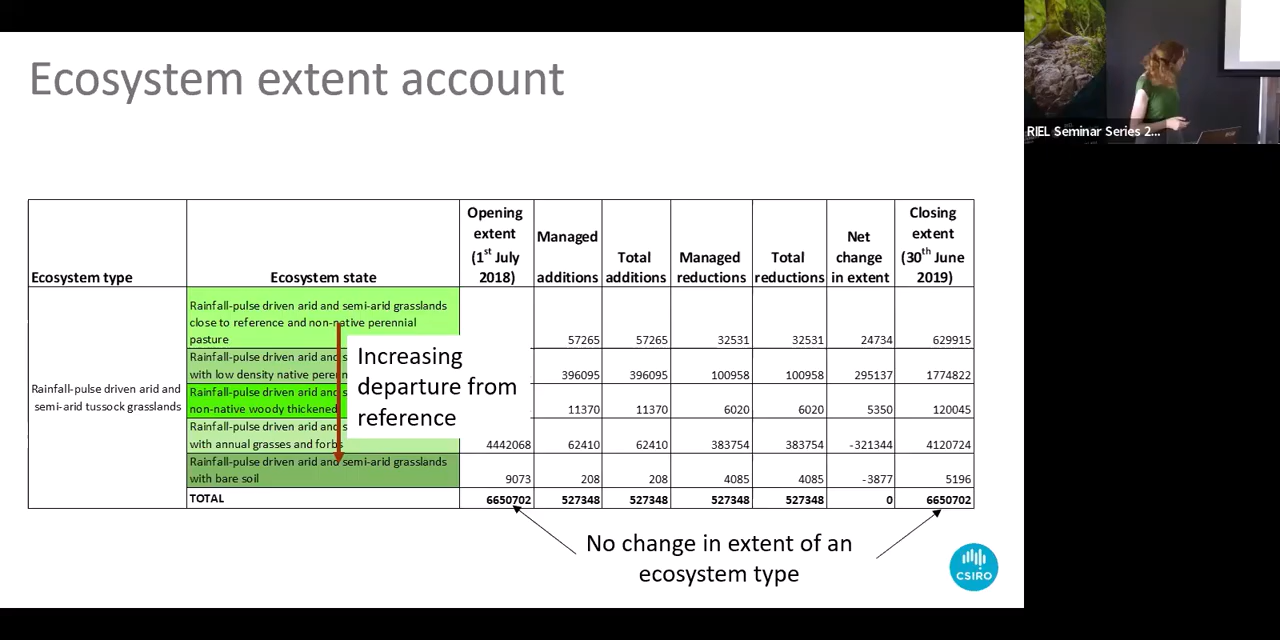 Ecosystem extent account
RIEL Seminar Series 2...
Ecosystem type
Ecosystem state
Opening
extent
(1st July
2018)
Managed
additions
Total
additions
Managed
reductions
Total
reductions
Net
change
in extent
Closing
extent
(30th June
2019)
Rainfall-pulse driven arid and
semi-arid tussock grasslands
Rainfall-pulse driven arid and semi-arid grasslands
close to reference and non-native perennial
pasture
57265 57265 32531 32531 24734 629915
Rainfall-pulse driven arid and s
with low density native peren
396095 396095 100958 100958 295137 1774822
Rainfall-pulse driven arid and s
non-native woody thickened
11370 11370 6020 6020 5350 120045
Rainfall-pulse driven arid and s
with annual grasses and forbs
4442068 62410 62410 383754 383754 -321344 4120724
Rainfall-pulse driven arid and semi-arid grasslands
with bare soil
9073 208 208 4085 4085 -3877 5196
TOTAL 6650702 527348 527348 527348 527348 0 6650702
Increasing
departure from
reference
No change in extent of an
ecosystem type
CSIRO